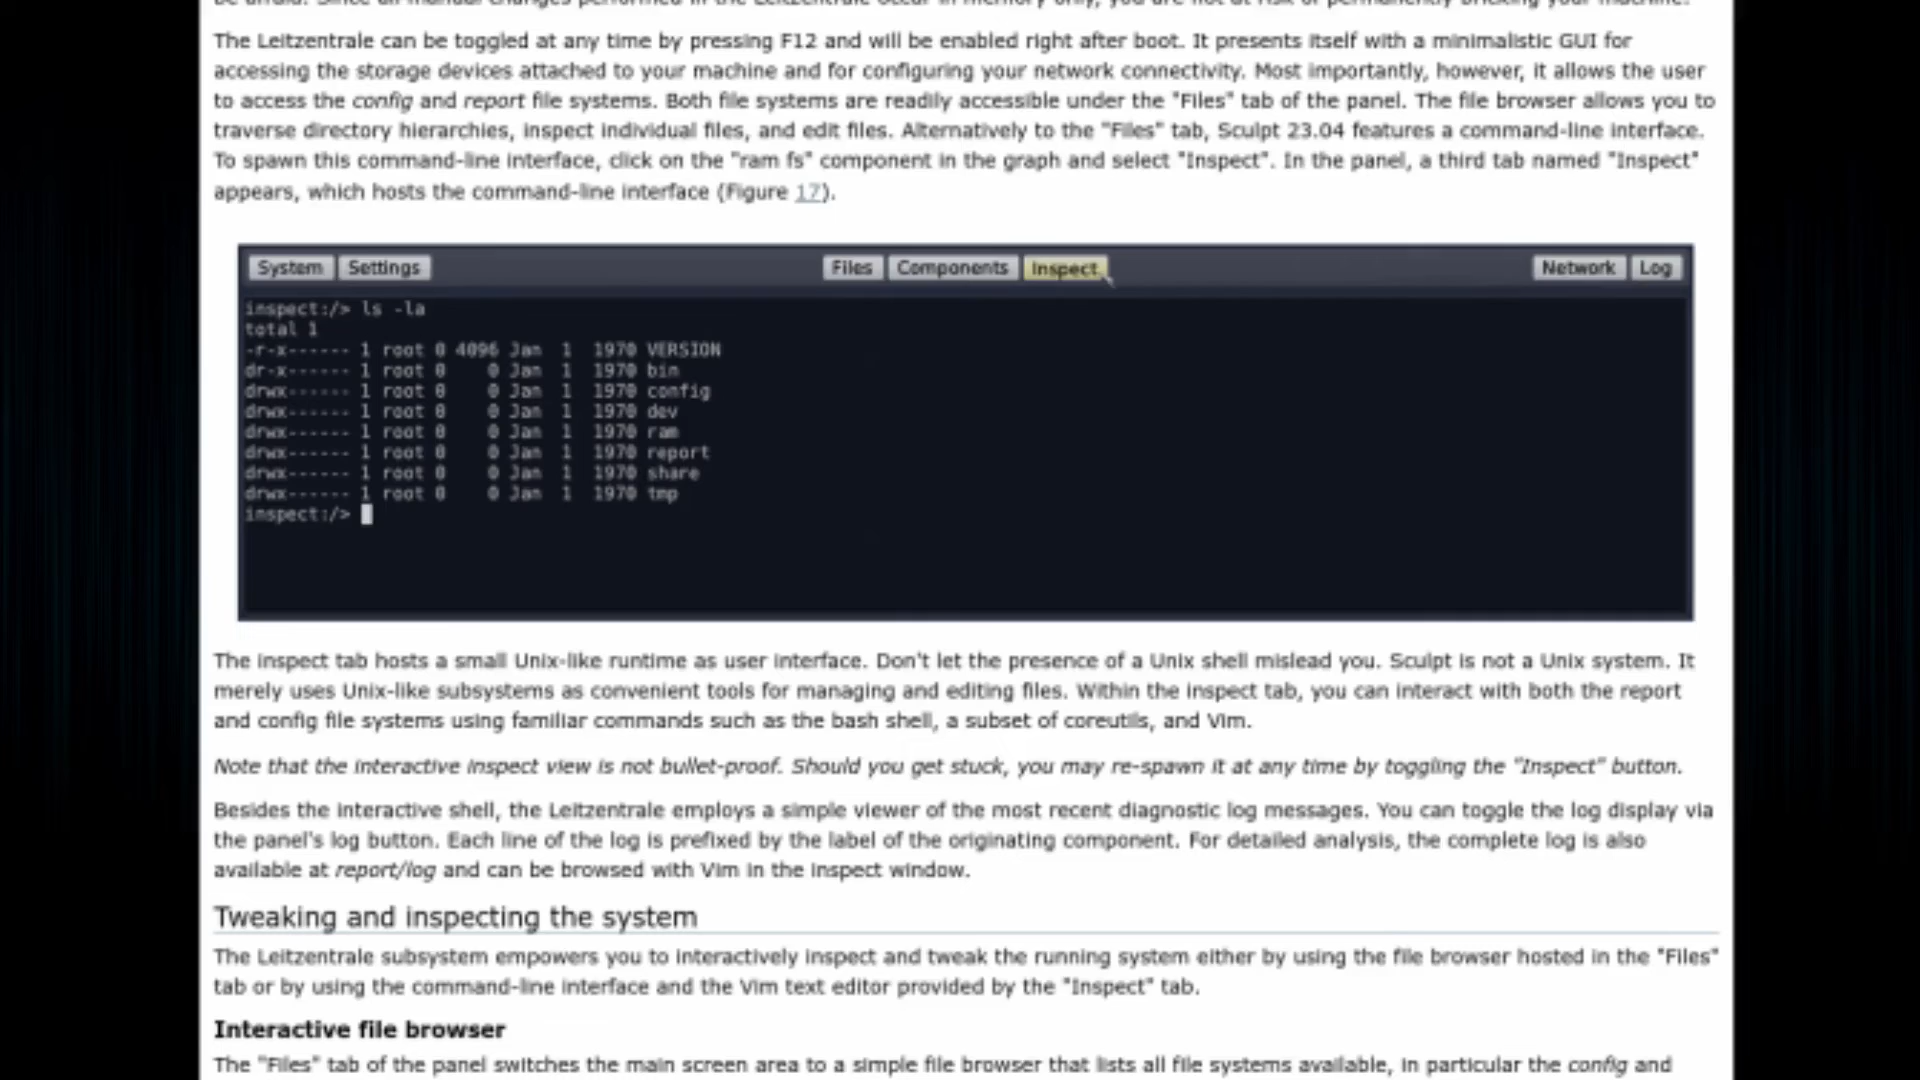 The Leitzentrale can be toggled at any time by pressing F12 and will be enabled right after boot. It presents itself with a minimalistic GUI for
accessing the storage devices attached to your machine and for configuring your network connectivity. Most importantly, however, it allows the user
to access the config and report file systems. Both file systems are readily accessible under the "Files" tab of the panel. The file browser allows you to
traverse directory hierarchies, inspect individual files, and edit files. Alternatively to the "Files" tab, Sculpt 23.04 features a command-line interface.
To spawn this command-line interface, click on the "ram fs" component in the graph and select "Inspect". In the panel, a third tab named "Inspect"
appears, which hosts the command-line interface (Figure 17).
System Settings Files Components Inspect Network Log
inspect:/> ls -la
total 1
-r-x------ 1 root 0 4096 Jan 1 1970 VERSION
dr-x------ 1 root 0 0 Jan 1 1970 bin
drwx------ 1 root 0 0 Jan 1 1970 config
drwx------ 1 root 0 0 Jan 1 1970 dev
drwx------ 1 root 0 0 Jan 1 1970 ram
drwx------ 1 root 0 0 Jan 1 1970 report
drwx------ 1 root 0 0 Jan 1 1970 share
drwx------ 1 root 0 0 Jan 1 1970 tmp
inspect:/>
The inspect tab hosts a small Unix-like runtime as user interface. Don't let the presence of a Unix shell mislead you. Sculpt is not a Unix system. It
merely uses Unix-like subsystems as convenient tools for managing and editing files. Within the inspect tab, you can interact with both the report
and config file systems using familiar commands such as the bash shell, a subset of coreutils, and Vim.
Note that the interactive inspect view is not bullet-proof. Should you get stuck, you may re-spawn it at any time by toggling the "Inspect" button.
Besides the interactive shell, the Leitzentrale employs a simple viewer of the most recent diagnostic log messages. You can toggle the log display via
the panel's log button. Each line of the log is prefixed by the label of the originating component. For detailed analysis, the complete log is also
available at report/log and can be browsed with Vim in the inspect window.
Tweaking and inspecting the system
The Leitzentrale subsystem empowers you to interactively inspect and tweak the running system either by using the file browser hosted in the "Files"
tab or by using the command-line interface and the Vim text editor provided by the "Inspect" tab.
Interactive file browser
The "Files" tab of the panel switches the main screen area to a simple file browser that lists all file systems available, in particular the config and